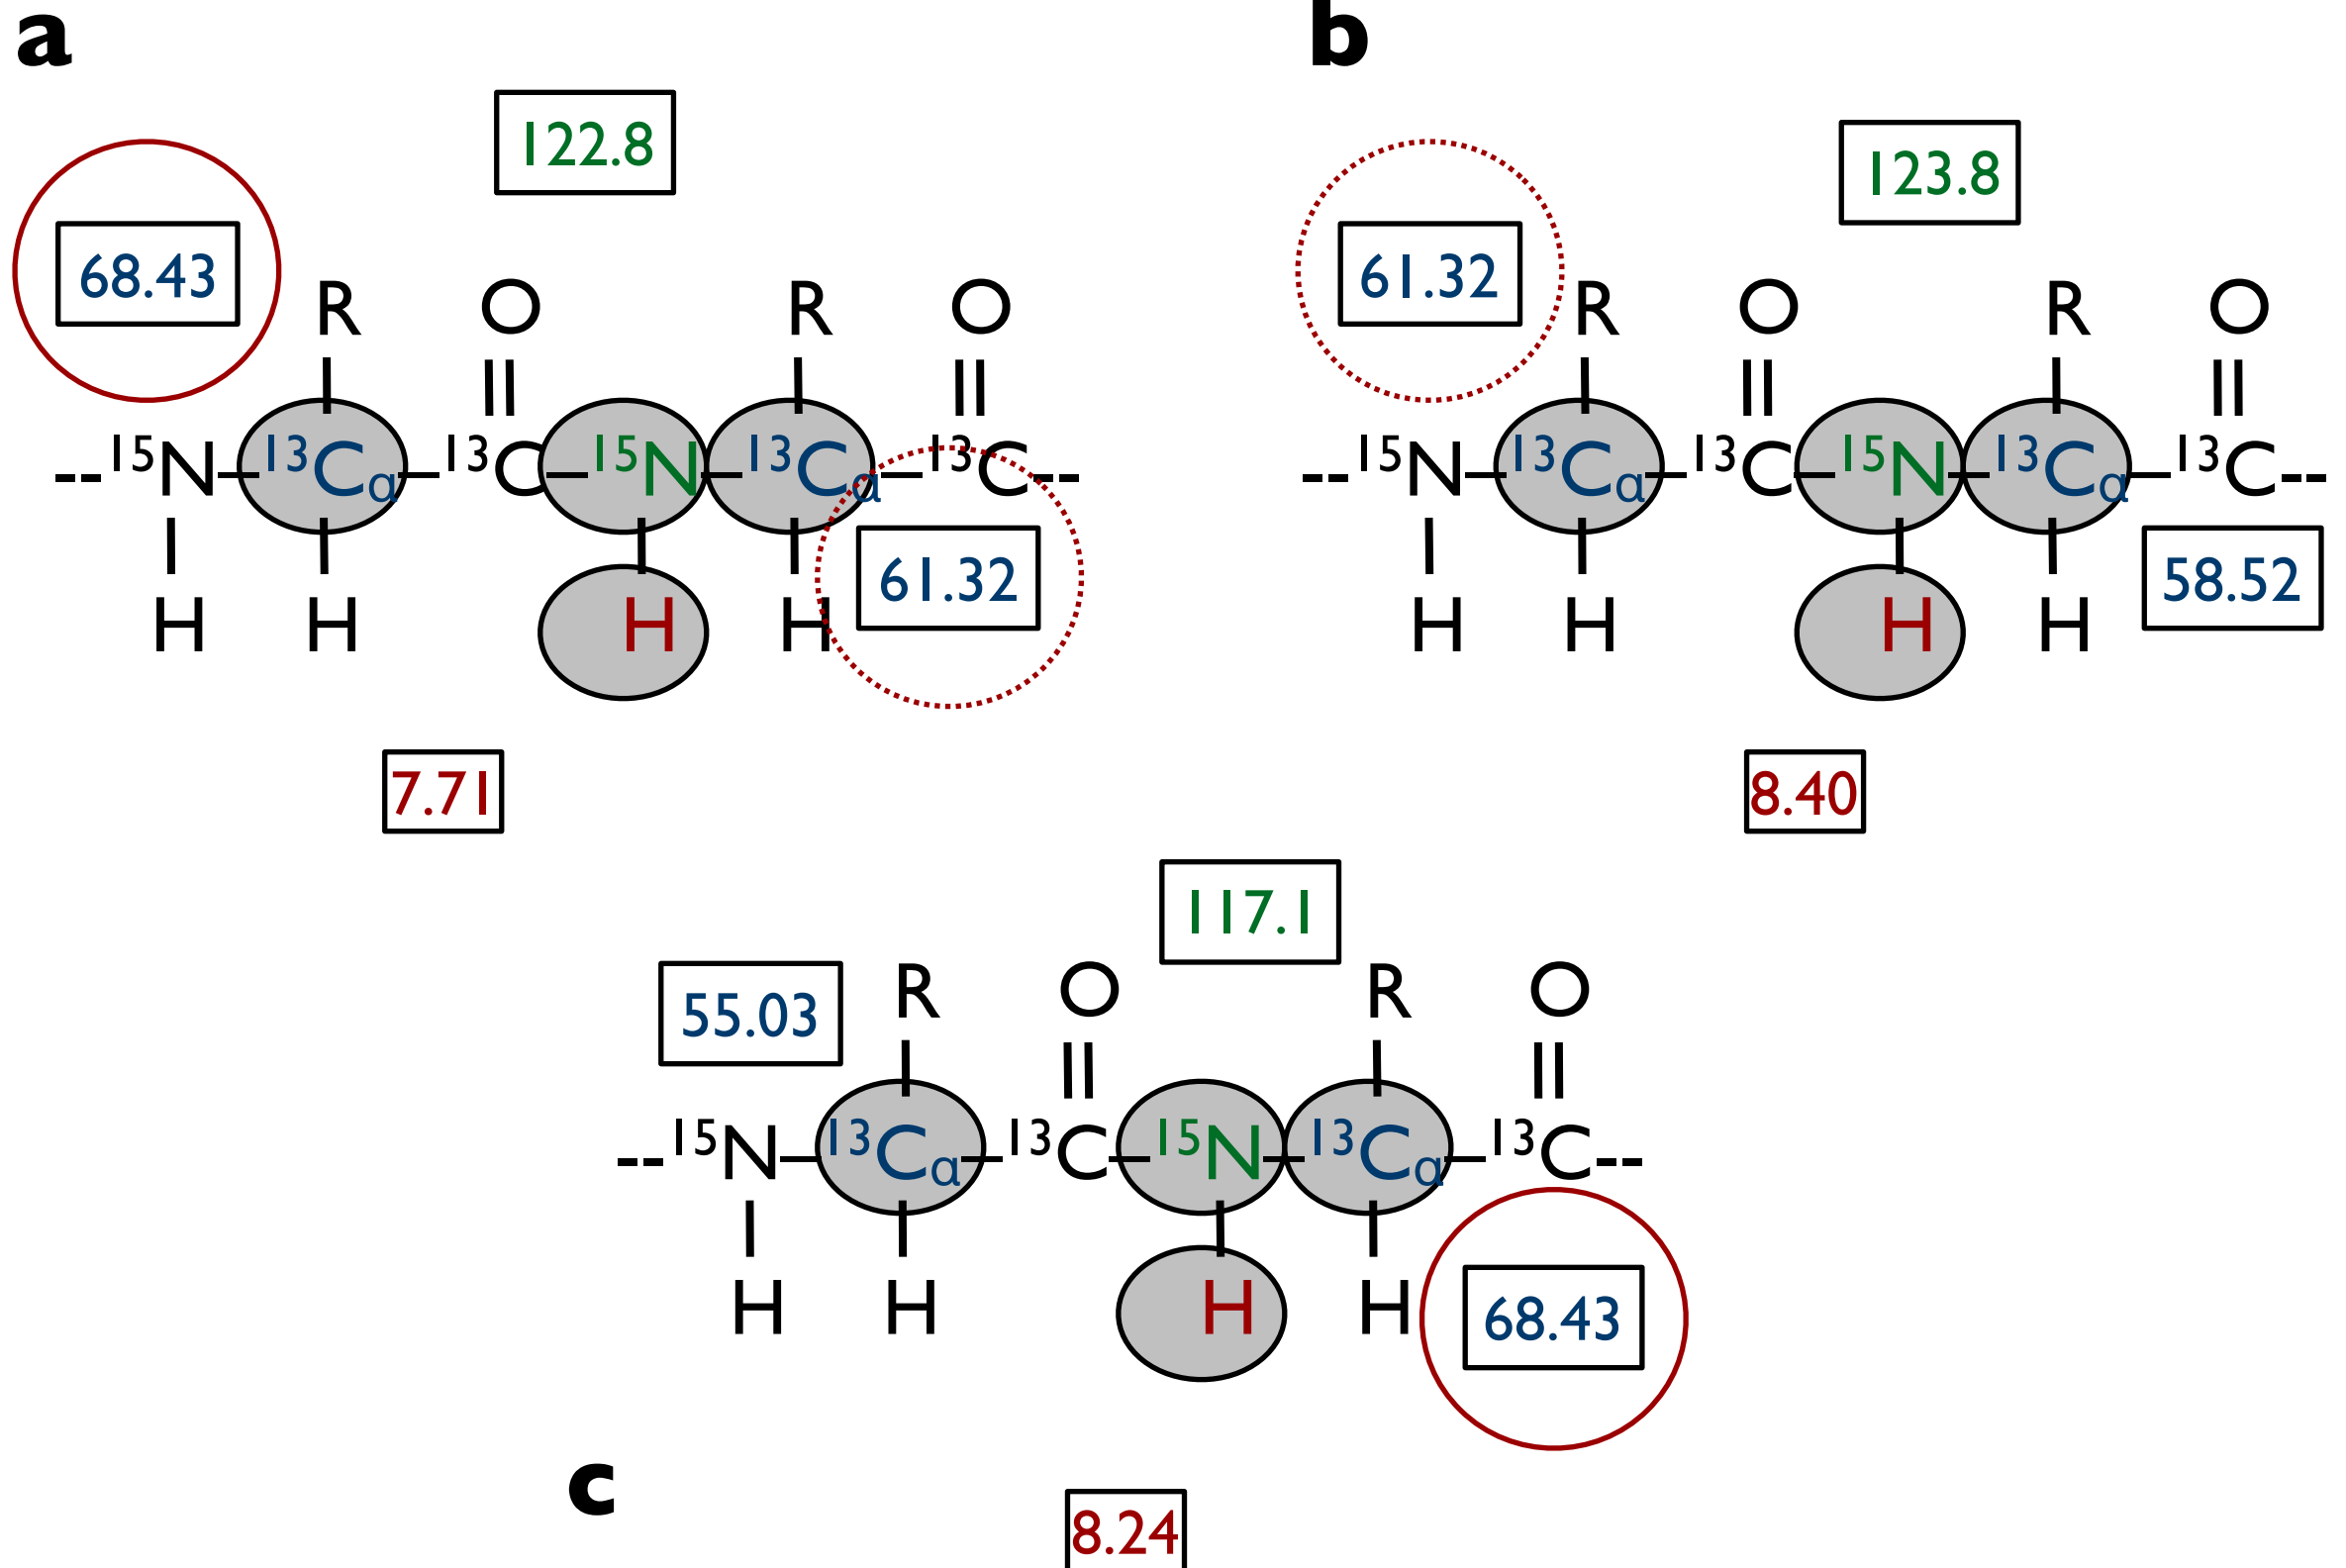 a
b
122.8
123.8
68.43
61.32
R O R O
R O R O
--¹⁵N ¹³Cα ¹³C ¹⁵N ¹³Cα ¹³C--
--¹⁵N ¹³Cα ¹³C ¹⁵N ¹³Cα ¹³C--
61.32
58.52
H H H H
H H H H
7.71
8.40
117.1
55.03
R O R O
--¹⁵N ¹³Cα ¹³C ¹⁵N ¹³Cα ¹³C--
H H H H
68.43
c
8.24